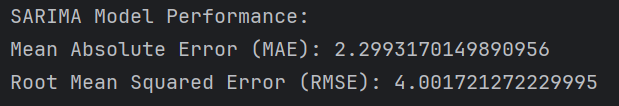 SARIMA Model Performance:
Mean Absolute Error (MAE): 2.2993170149890956
Root Mean Squared Error (RMSE): 4.001721272229995